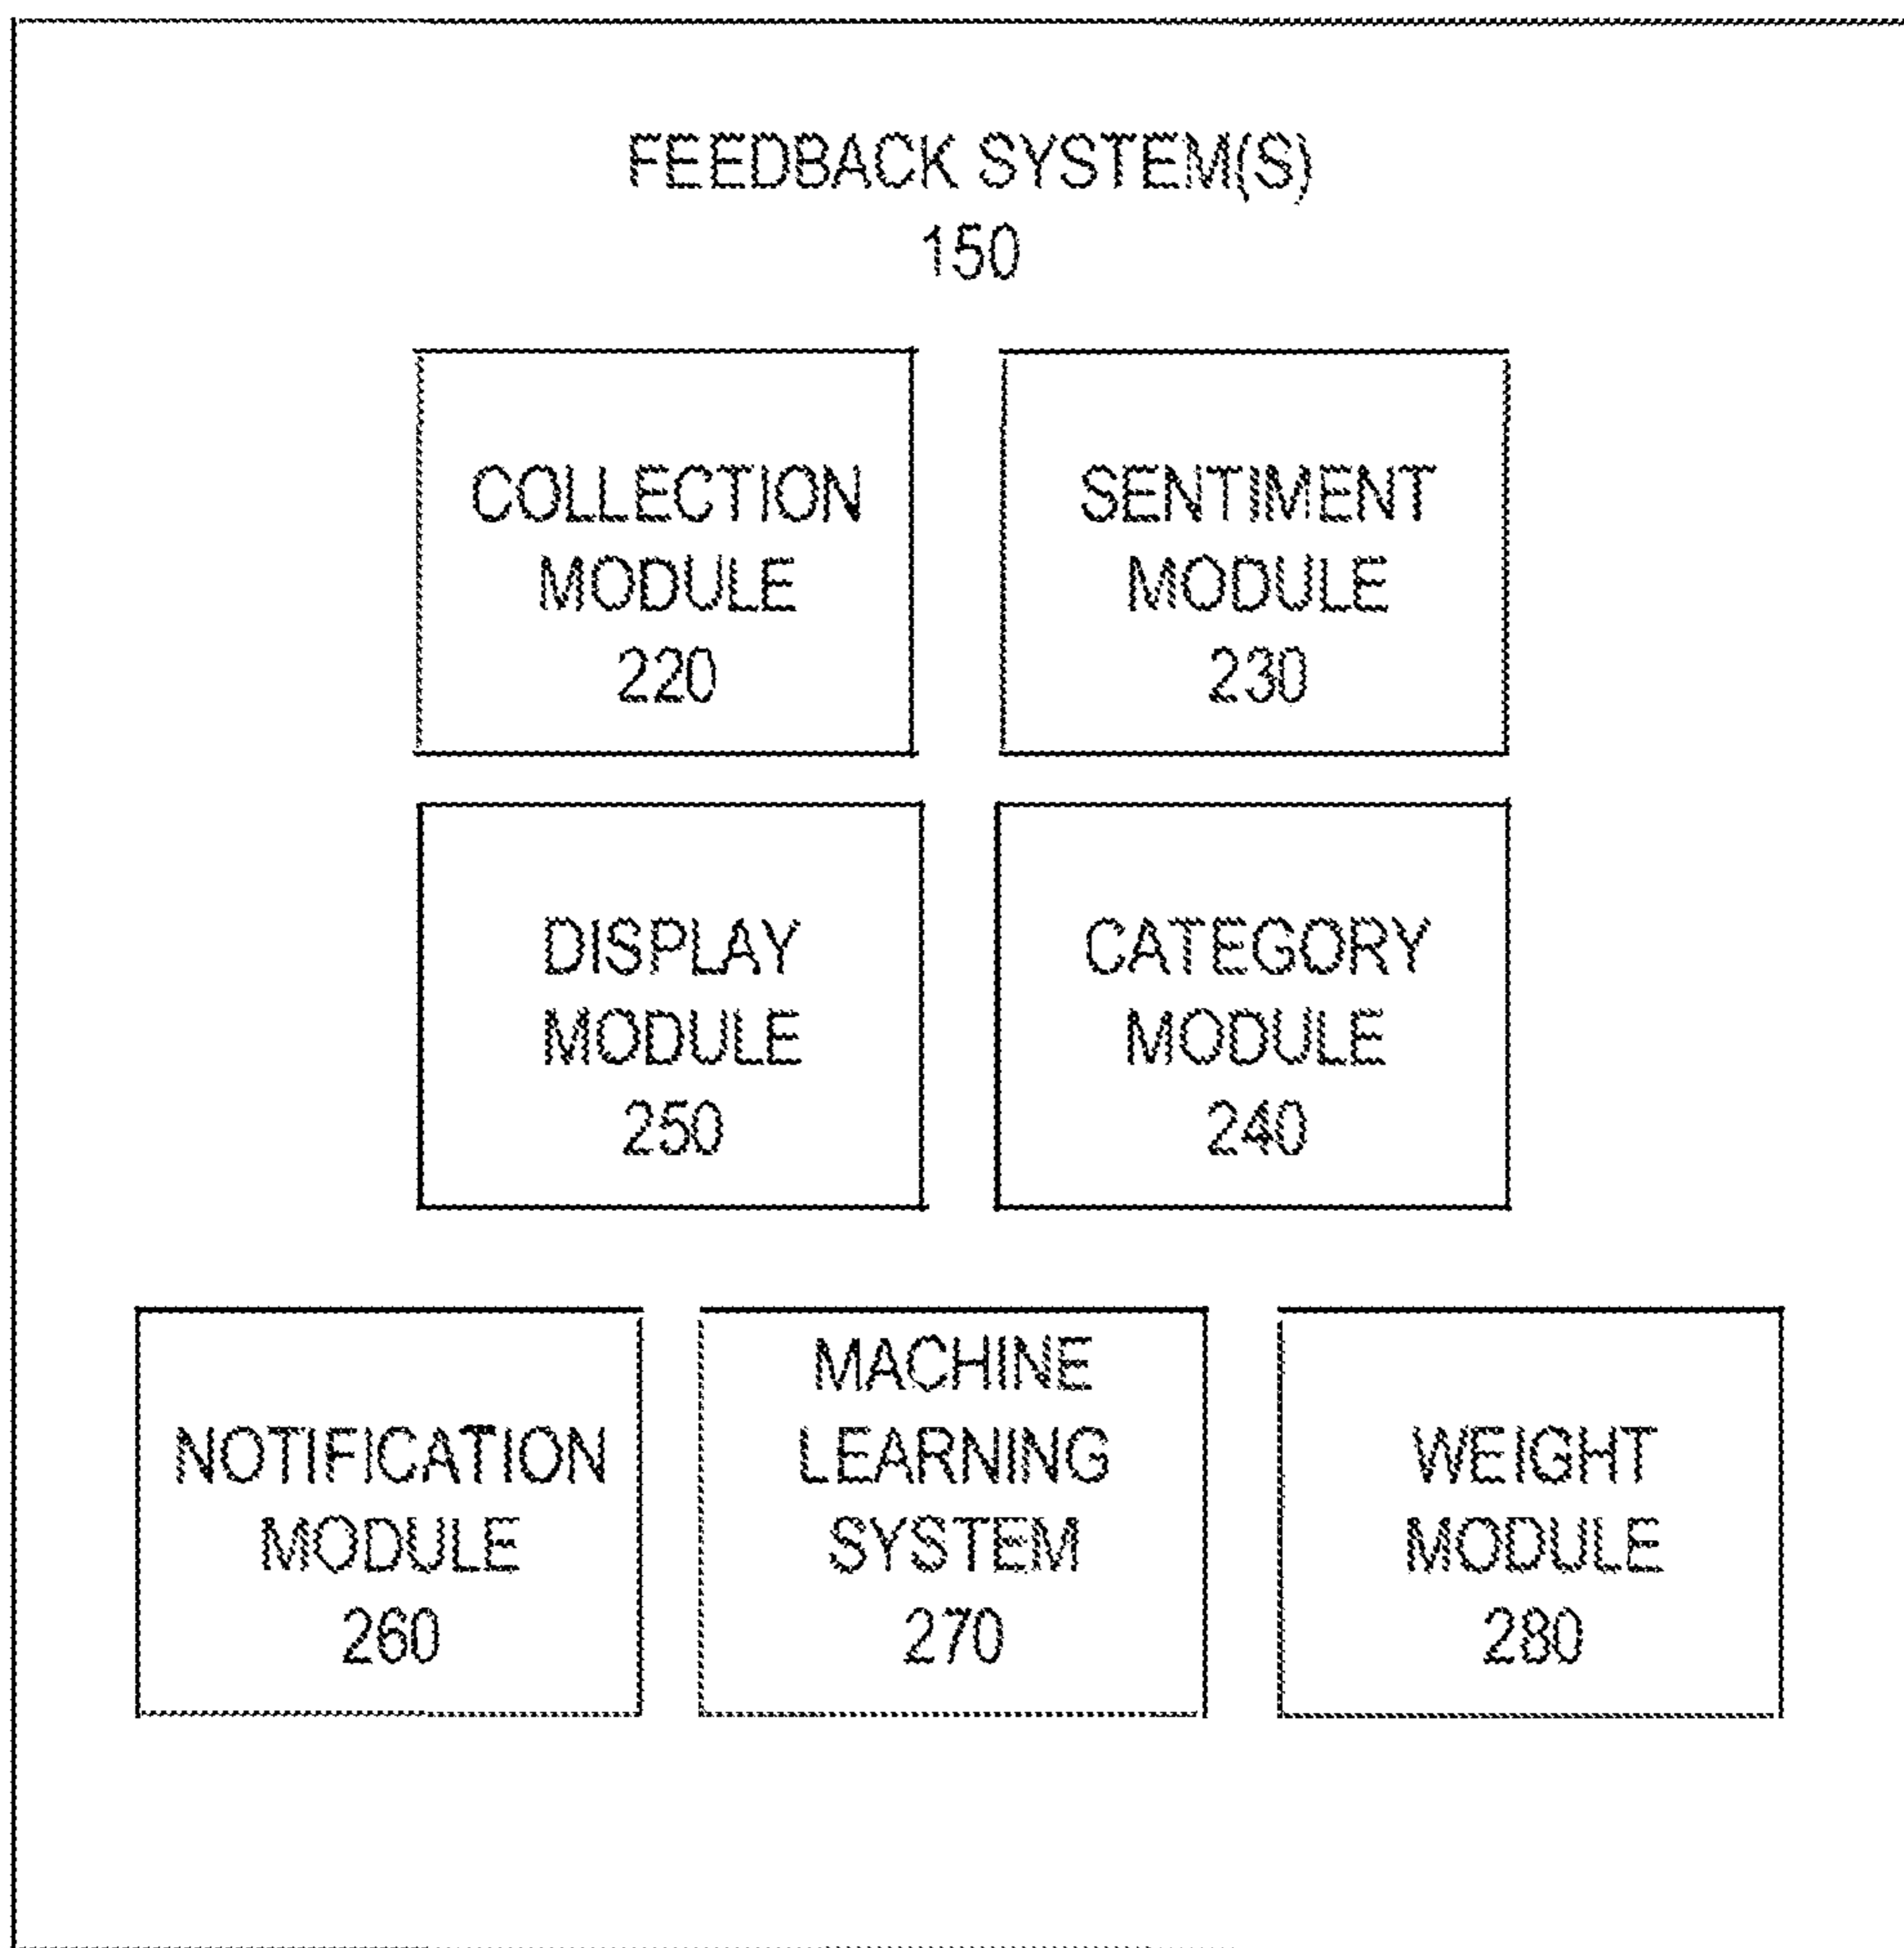 FEEDBACK SYSTEM(S)
150
COLLECTION
MODULE
220
SENTIMENT
MODULE
230
DISPLAY
MODULE
250
CATEGORY
MODULE
240
NOTIFICATION
MODULE
260
MACHINE
LEARNING
SYSTEM
270
WEIGHT
MODULE
280